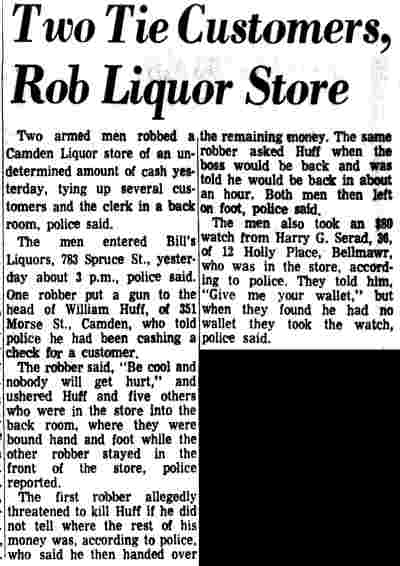 Two Tie Customers,
Rob Liquor Store
Two armed men robbed a
Camden Liquor store of an un-
determined amount of cash yes-
terday, tying up several cus-
tomers and the clerk in a back
room, police said.
The men entered Bill's
Liquors, 783 Spruce St., yester-
day about 3 p.m., police said.
One robber put a gun to the
head of William Huff, of 351
Morse St., Camden, who told
police he had been cashing a
check for a customer.
The robber said, "Be cool and
nobody will get hurt," and
ushered Huff and five others
who were in the store into the
back room, where they were
bound hand and foot while the
other robber stayed in the
front of the store, police
reported.
The first robber allegedly
threatened to kill Huff if he did
not tell where the rest of his
money was, according to police,
who said he then handed over
the remaining money. The same
robber asked Huff when the
boss would be back and was
told he would be back in about
an hour. Both men then left
on foot, police said.
The men also took an $80
watch from Harry G. Serad, 36,
of 12 Holly Place, Bellmawr,
who was in the store, accord-
ing to police. They told him,
"Give me your wallet," but
when they found he had no
wallet they took the watch,
police said.